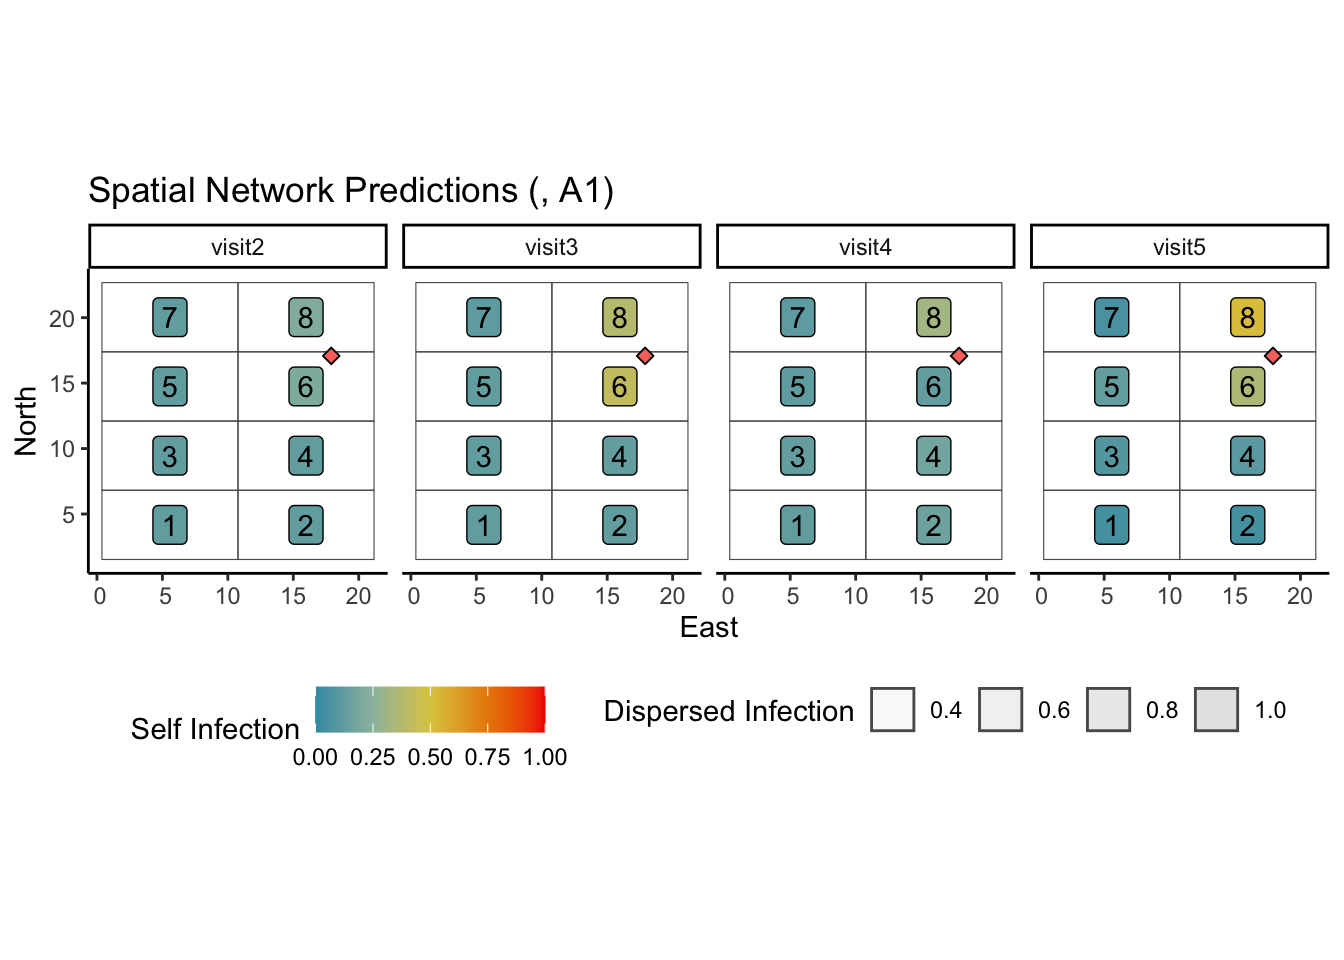 Spatial Network Predictions (, A1)
visit2 visit3 visit4 visit5
7 8 7 8 7 8 7 8
20
5 6 5 6 5 6 5 6
15
3 4 3 4 3 4 3 4
10
1 2 1 2 1 2 1 2
5
North
0 5 10 15 20 0 5 10 15 20 0 5 10 15 20 0 5 10 15 20
East
Self Infection
0.00 0.25 0.50 0.75 1.00
Dispersed Infection 0.4 0.6 0.8 1.0